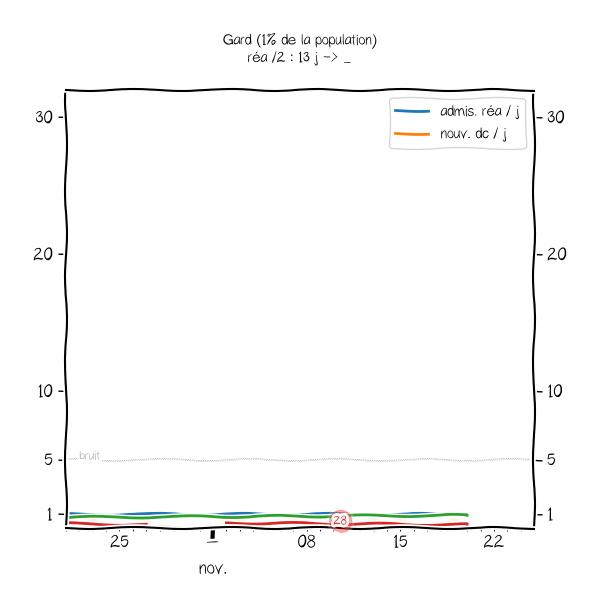 Gard (1% de la population)
réa /2 : 13 j -> _
admis. réa / j
nouv. dc / j
30
30
20
20
10
10
bruit
5
5
1
1
28
25
1
08
15
22
nov.